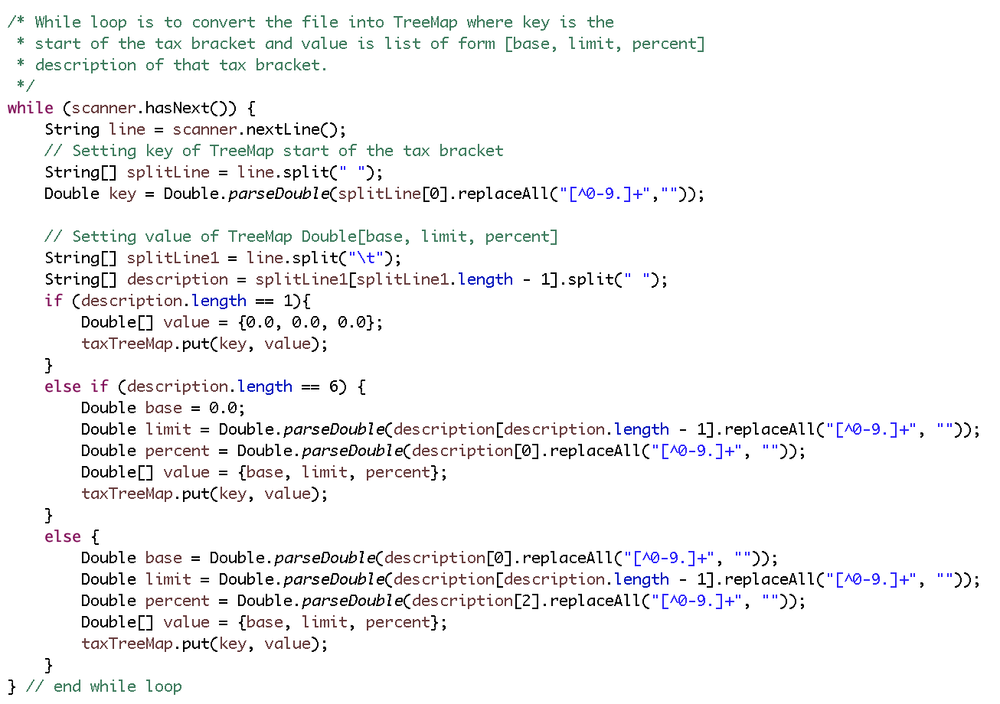 /* While loop is to convert the file into TreeMap where key is the
 * start of the tax bracket and value is list of form [base, limit, percent]
 * description of that tax bracket.
 */
while (scanner.hasNext()) {
    String line = scanner.nextLine();
    // Setting key of TreeMap start of the tax bracket
    String[] splitLine = line.split(" ");
    Double key = Double.parseDouble(splitLine[0].replaceAll("[^0-9.]+",""));

    // Setting value of TreeMap Double[base, limit, percent]
    String[] splitLine1 = line.split("\t");
    String[] description = splitLine1[splitLine1.length - 1].split(" ");
    if (description.length == 1){
        Double[] value = {0.0, 0.0, 0.0};
        taxTreeMap.put(key, value);
    }
    else if (description.length == 6) {
        Double base = 0.0;
        Double limit = Double.parseDouble(description[description.length - 1].replaceAll("[^0-9.]+", ""));
        Double percent = Double.parseDouble(description[0].replaceAll("[^0-9.]+", ""));
        Double[] value = {base, limit, percent};
        taxTreeMap.put(key, value);
    }
    else {
        Double base = Double.parseDouble(description[0].replaceAll("[^0-9.]+", ""));
        Double limit = Double.parseDouble(description[description.length - 1].replaceAll("[^0-9.]+", ""));
        Double percent = Double.parseDouble(description[2].replaceAll("[^0-9.]+", ""));
        Double[] value = {base, limit, percent};
        taxTreeMap.put(key, value);
    }
} // end while loop